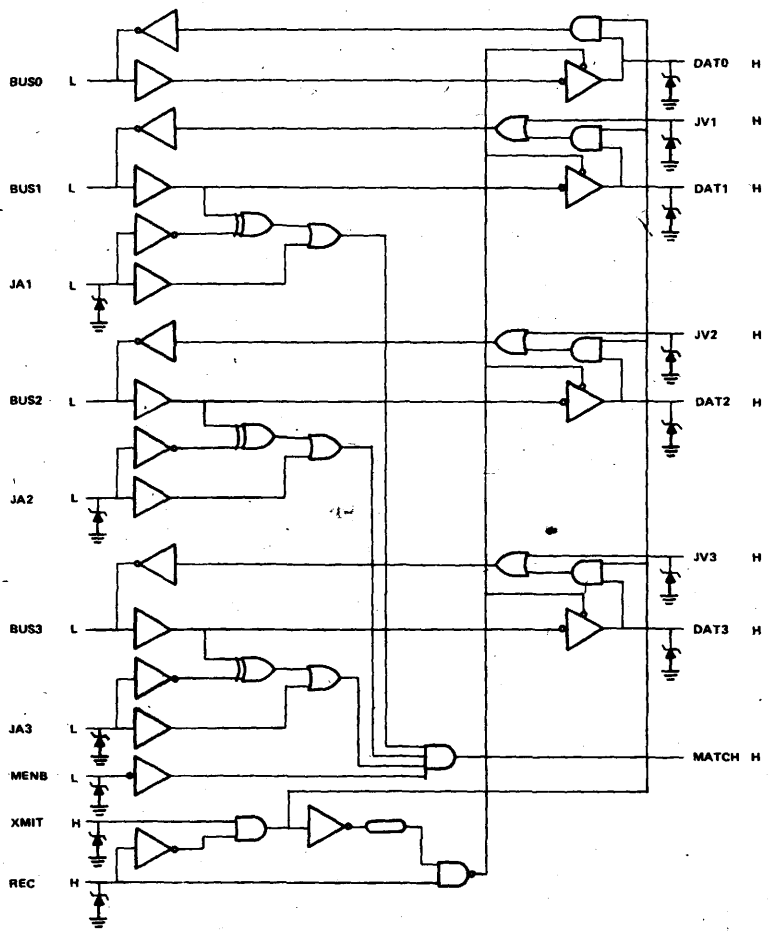 DAT0 H
BUS0 L
JV1 H
BUS1 L
DAT1 H
JA1 L
JV2 H
BUS2 L
DAT2 H
JA2 L
JV3 H
BUS3 L
DAT3 H
JA3 L
MATCH H
MENB L
XMIT H
REC H